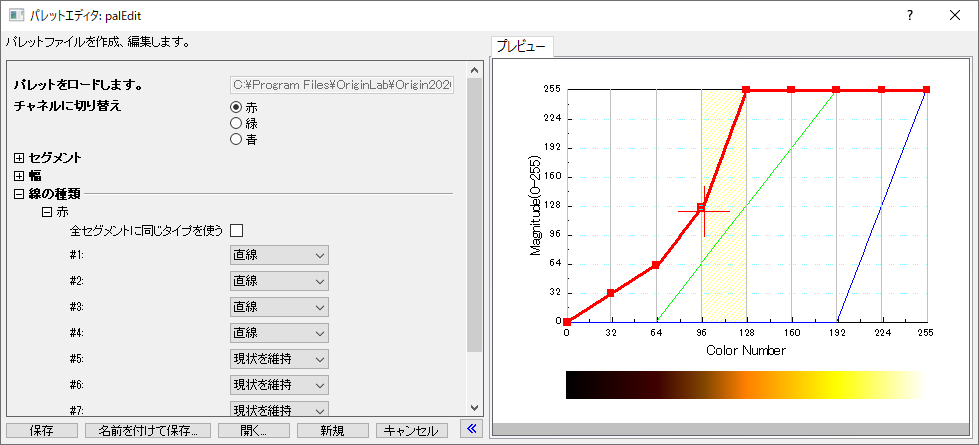 パレットエディタ: palEdit
? ×
パレットファイルを作成、編集します。
パレットをロードします。 C:¥Program Files¥OriginLab¥Origin202
チャネルに切り替え 赤
緑
青
セグメント
幅
線の種類
赤
全セグメントに同じタイプを使う
#1: 直線
#2: 直線
#3: 直線
#4: 直線
#5: 現状を維持
#6: 現状を維持
#7: 現状を維持
保存 名前を付けて保存... 開く... 新規 キャンセル «
プレビュー
255
224
192
160
128
96
64
32
0
Magnitude(0-255)
0 32 64 96 128 160 192 224 255
Color Number